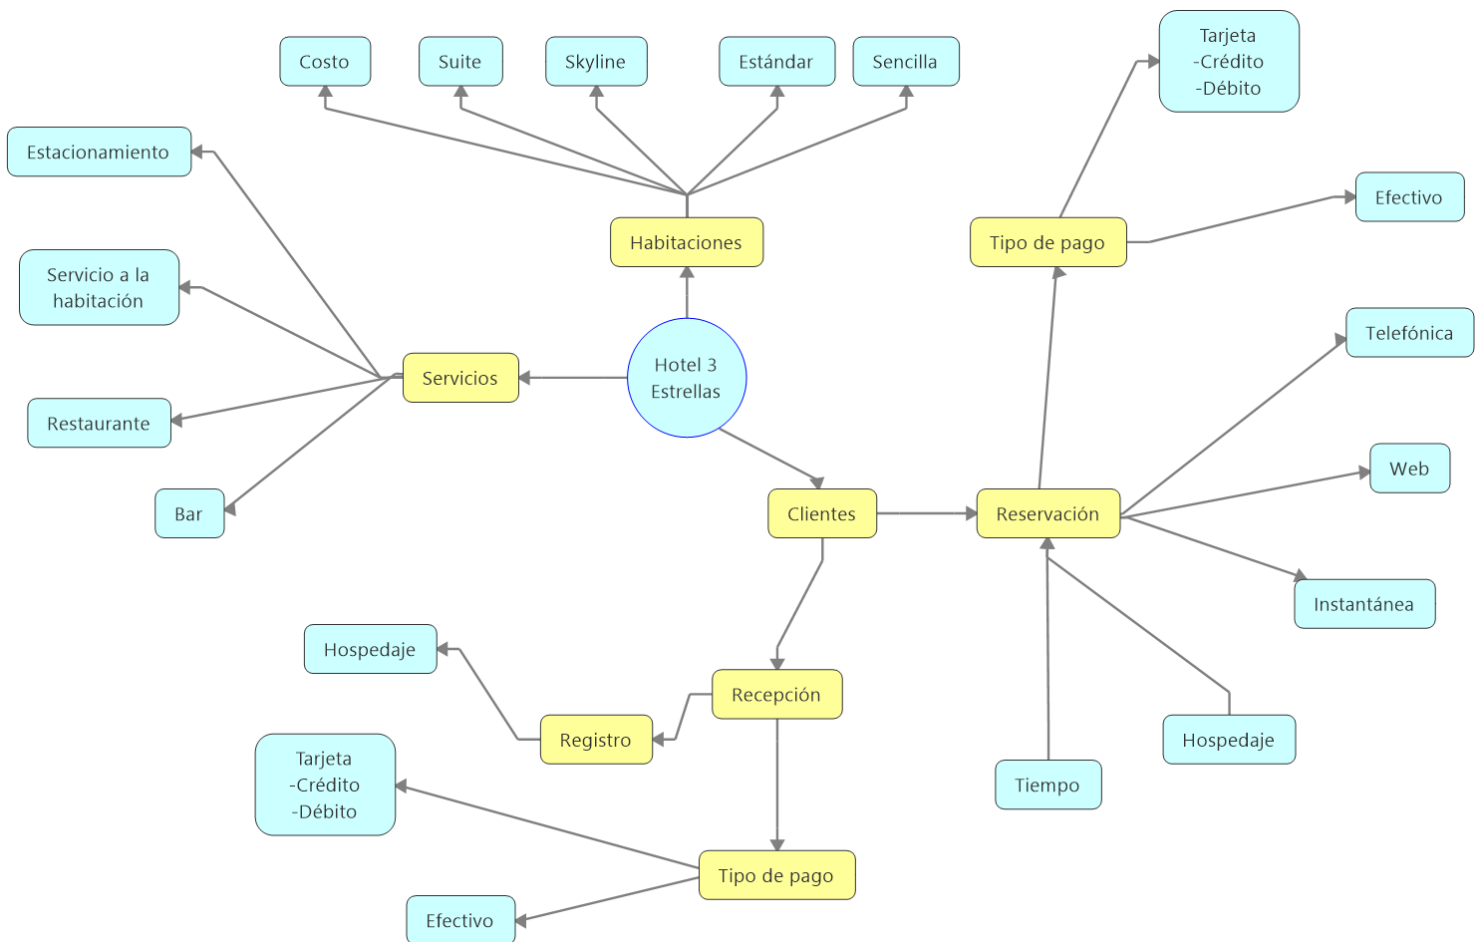 Costo
Suite
Skyline
Estándar
Sencilla
Tarjeta
-Crédito
-Débito
Estacionamiento
Efectivo
Habitaciones
Tipo de pago
Servicio a la
habitación
Telefónica
Hotel 3
Estrellas
Servicios
Restaurante
Web
Bar
Clientes
Reservación
Instantánea
Hospedaje
Recepción
Registro
Hospedaje
Tarjeta
-Crédito
-Débito
Tiempo
Tipo de pago
Efectivo